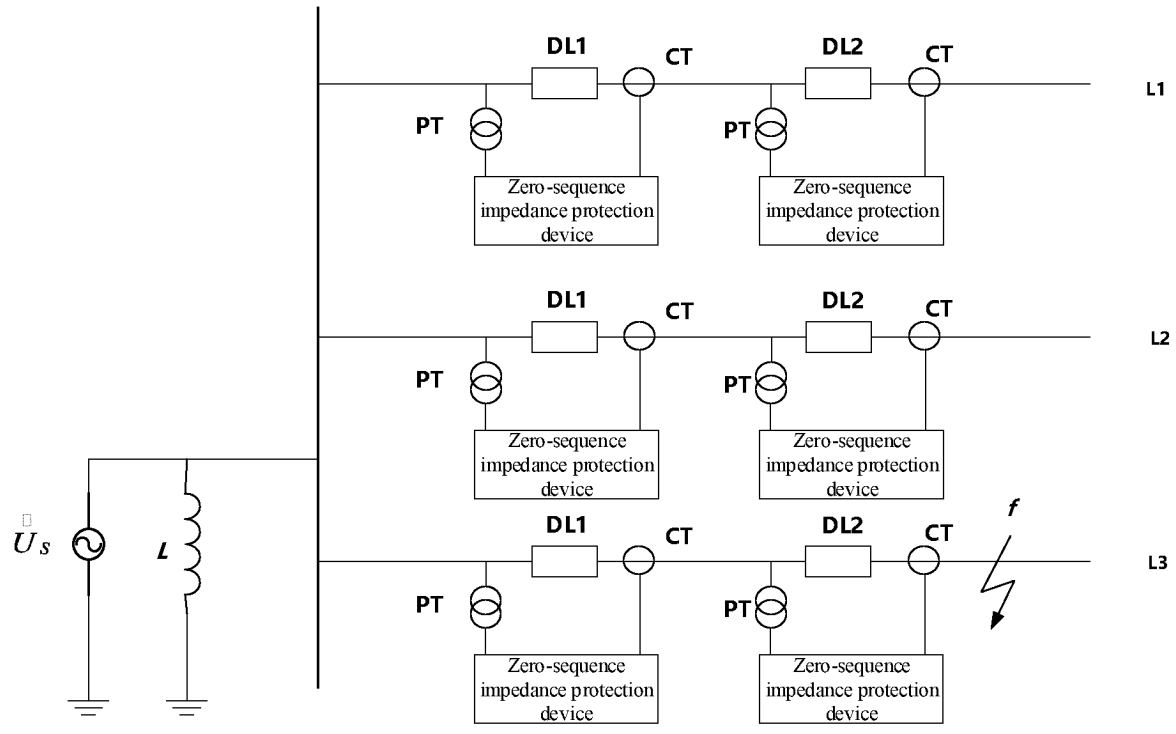 DL1
CT
DL2
CT
L1
PT
PT
Zero-sequence
impedance protection
device
Zero-sequence
impedance protection
device
DL1
CT
DL2
CT
L2
PT
PT
Zero-sequence
impedance protection
device
Zero-sequence
impedance protection
device
f
DL1
CT
DL2
CT
L3
U s
L
PT
PT
Zero-sequence
impedance protection
device
Zero-sequence
impedance protection
device